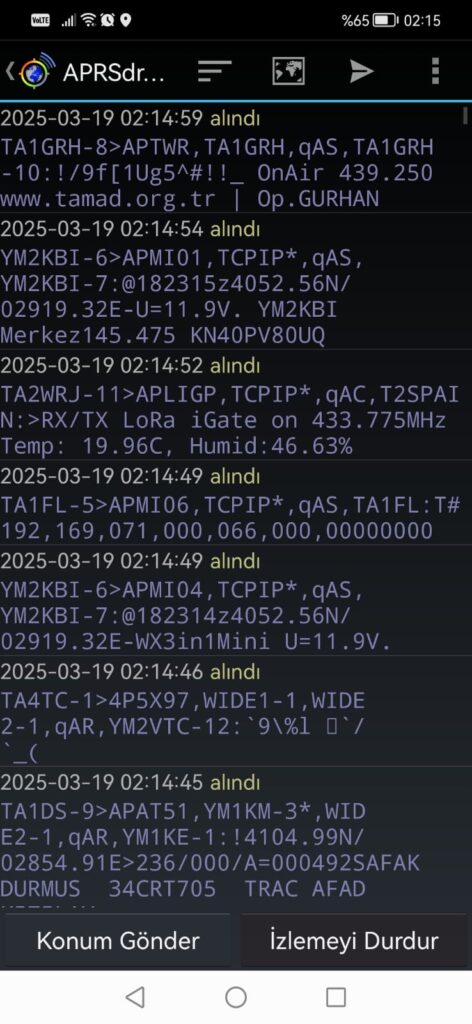 VoLTE %65 02:15
APRSdr...
2025-03-19 02:14:59 alındı
TA1GRH-8>APTWR,TA1GRH,qAS,TA1GRH
-10:!/9f[1Ug5^#!!_ OnAir 439.250
www.tamad.org.tr | Op.GURHAN
2025-03-19 02:14:54 alındı
YM2KBI-6>APMI01,TCPIP*,qAS,
YM2KBI-7:@182315z4052.56N/
02919.32E-U=11.9V. YM2KBI
Merkez145.475 KN40PV80UQ
2025-03-19 02:14:52 alındı
TA2WRJ-11>APLIGP,TCPIP*,qAC,T2SPAI
N:>RX/TX LoRa iGate on 433.775MHz
Temp: 19.96C, Humid:46.63%
2025-03-19 02:14:49 alındı
TA1FL-5>APMI06,TCPIP*,qAS,TA1FL:T#
192,169,071,000,066,000,00000000
2025-03-19 02:14:49 alındı
YM2KBI-6>APMI04,TCPIP*,qAS,
YM2KBI-7:@182314z4052.56N/
02919.32E-WX3in1Mini U=11.9V.
2025-03-19 02:14:46 alındı
TA4TC-1>4P5X97,WIDE1-1,WIDE
2-1,qAR,YM2VTC-12:`9\%l `/
`_(
2025-03-19 02:14:45 alındı
TA1DS-9>APAT51,YM1KM-3*,WID
E2-1,qAR,YM1KE-1:!4104.99N/
02854.91E>236/000/A=000492SAFAK
DURMUS  34CRT705  TRAC AFAD
Konum Gönder
İzlemeyi Durdur